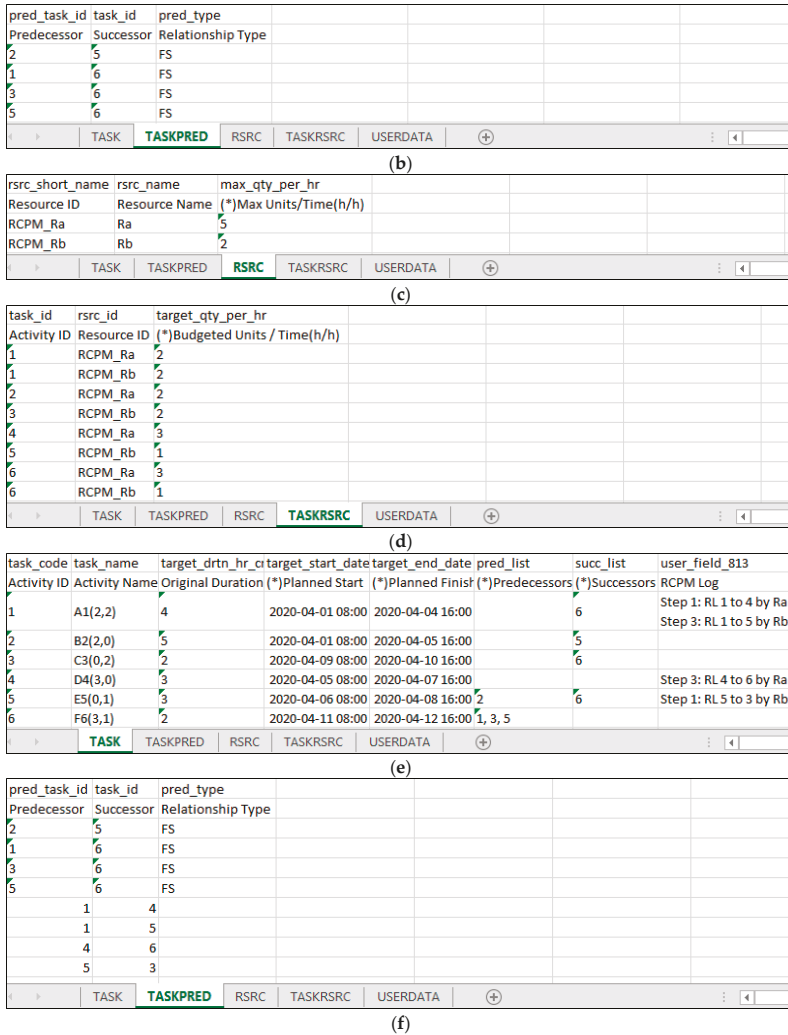 pred_task_id task_id pred_type
Predecessor Successor Relationship Type
2 5 FS
1 6 FS
3 6 FS
5 6 FS
TASK TASKPRED RSRC TASKRSRC USERDATA
(b)
rsrc_short_name rsrc_name max_qty_per_hr
Resource ID Resource Name (*)Max Units/Time(h/h)
RCPM_Ra Ra 5
RCPM_Rb Rb 2
TASK TASKPRED RSRC TASKRSRC USERDATA
(c)
task_id rsrc_id target_qty_per_hr
Activity ID Resource ID (*)Budgeted Units / Time(h/h)
1 RCPM_Ra 2
1 RCPM_Rb 2
2 RCPM_Ra 2
3 RCPM_Rb 2
4 RCPM_Ra 3
5 RCPM_Rb 1
6 RCPM_Ra 3
6 RCPM_Rb 1
TASK TASKPRED RSRC TASKRSRC USERDATA
(d)
task_code task_name target_drtn_hr_cn target_start_date target_end_date pred_list succ_list user_field_813
Activity ID Activity Name Original Duration (*)Planned Start (*)Planned Finish (*)Predecessors (*)Successors RCPM Log
1 A1(2,2) 4 2020-04-01 08:00 2020-04-04 16:00 6 Step 1: RL 1 to 4 by Ra
Step 3: RL 1 to 5 by Rb
2 B2(2,0) 5 2020-04-01 08:00 2020-04-05 16:00 5
3 C3(0,2) 2 2020-04-09 08:00 2020-04-10 16:00 6
4 D4(3,0) 3 2020-04-05 08:00 2020-04-07 16:00 Step 3: RL 4 to 6 by Ra
5 E5(0,1) 3 2020-04-06 08:00 2020-04-08 16:00 2 6 Step 1: RL 5 to 3 by Rb
6 F6(3,1) 2 2020-04-11 08:00 2020-04-12 16:00 1, 3, 5
TASK TASKPRED RSRC TASKRSRC USERDATA
(e)
pred_task_id task_id pred_type
Predecessor Successor Relationship Type
2 5 FS
1 6 FS
3 6 FS
5 6 FS
1 4
1 5
4 6
5 3
TASK TASKPRED RSRC TASKRSRC USERDATA
(f)